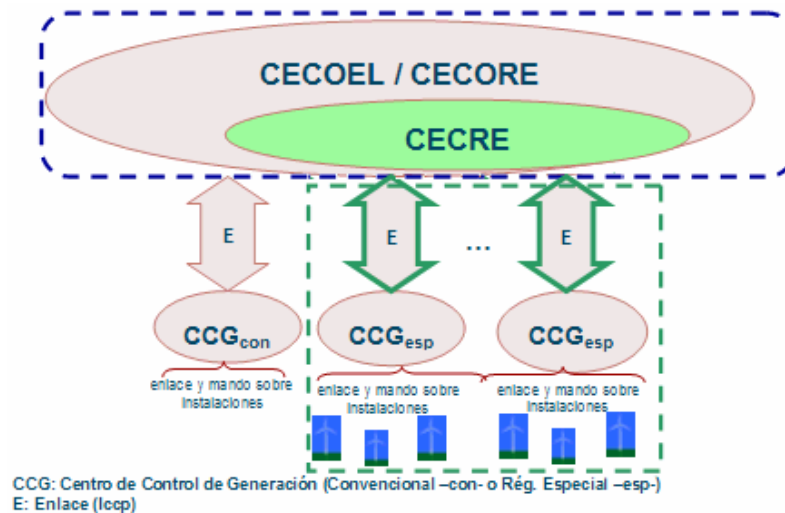 CECOEL / CECORE
CECRE
E
E
...
E
CCGcon
CCGesp
CCGesp
enlace y mando sobre
Instalaciones
enlace y mando sobre
Instalaciones
enlace y mando sobre
Instalaciones
CCG: Centro de Control de Generación (Convencional –con- o Rég. Especial –esp-)
E: Enlace (Iccp)